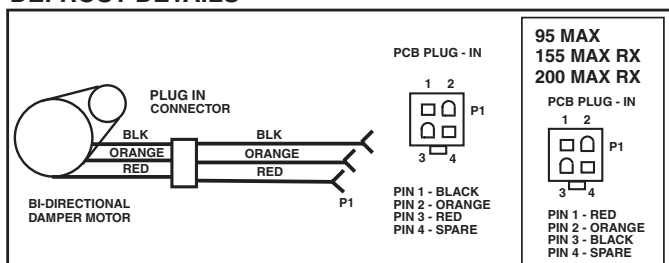 PLUG IN
CONNECTOR
BLK
ORANGE
RED
BLK
ORANGE
RED
P1
BI-DIRECTIONAL
DAMPER MOTOR
PCB PLUG - IN
1 2
P1
3 4
PIN 1 - BLACK
PIN 2 - ORANGE
PIN 3 - RED
PIN 4 - SPARE
95 MAX
155 MAX RX
200 MAX RX
PCB PLUG - IN
1 2
P1
3 4
PIN 1 - RED
PIN 2 - ORANGE
PIN 3 - BLACK
PIN 4 - SPARE